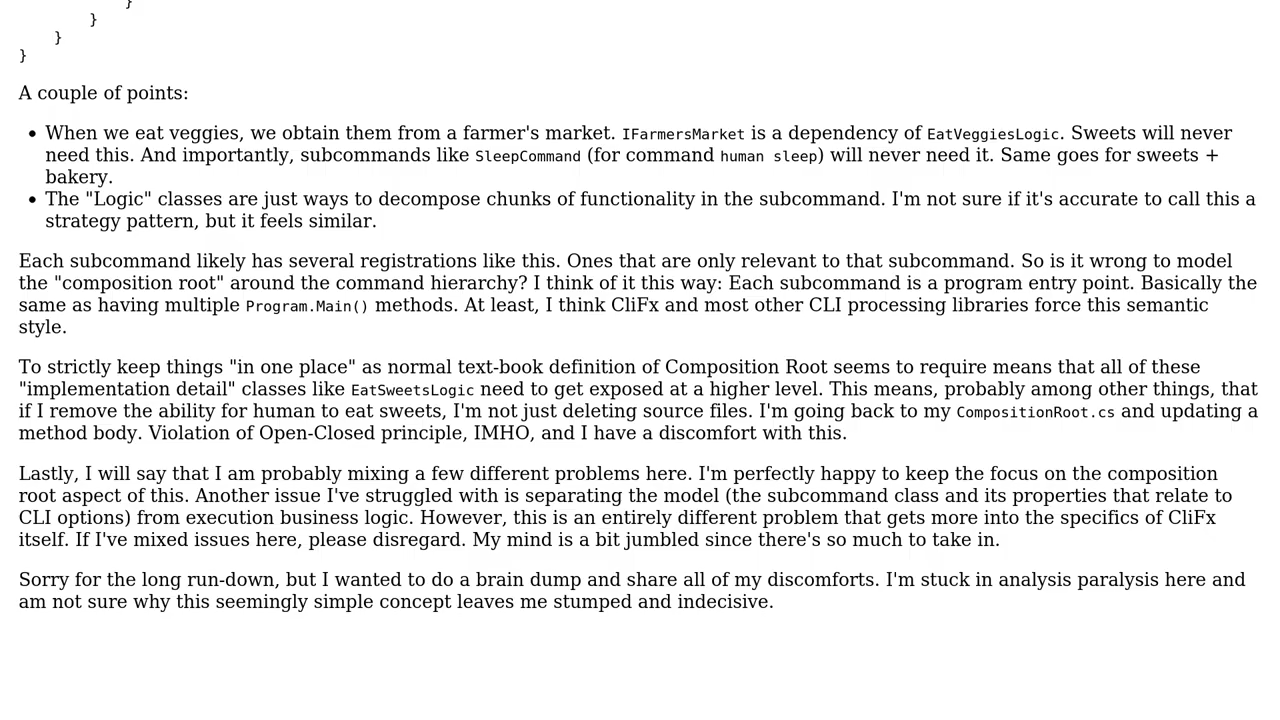 }
}
}
}
A couple of points:
• When we eat veggies, we obtain them from a farmer's market. IFarmersMarket is a dependency of EatVeggiesLogic. Sweets will never
need this. And importantly, subcommands like SleepCommand (for command human sleep) will never need it. Same goes for sweets +
bakery.
• The "Logic" classes are just ways to decompose chunks of functionality in the subcommand. I'm not sure if it's accurate to call this a
strategy pattern, but it feels similar.
Each subcommand likely has several registrations like this. Ones that are only relevant to that subcommand. So is it wrong to model
the "composition root" around the command hierarchy? I think of it this way: Each subcommand is a program entry point. Basically the
same as having multiple Program.Main() methods. At least, I think CliFx and most other CLI processing libraries force this semantic
style.
To strictly keep things "in one place" as normal text-book definition of Composition Root seems to require means that all of these
"implementation detail" classes like EatSweetsLogic need to get exposed at a higher level. This means, probably among other things, that
if I remove the ability for human to eat sweets, I'm not just deleting source files. I'm going back to my CompositionRoot.cs and updating a
method body. Violation of Open-Closed principle, IMHO, and I have a discomfort with this.
Lastly, I will say that I am probably mixing a few different problems here. I'm perfectly happy to keep the focus on the composition
root aspect of this. Another issue I've struggled with is separating the model (the subcommand class and its properties that relate to
CLI options) from execution business logic. However, this is an entirely different problem that gets more into the specifics of CliFx
itself. If I've mixed issues here, please disregard. My mind is a bit jumbled since there's so much to take in.
Sorry for the long run-down, but I wanted to do a brain dump and share all of my discomforts. I'm stuck in analysis paralysis here and
am not sure why this seemingly simple concept leaves me stumped and indecisive.